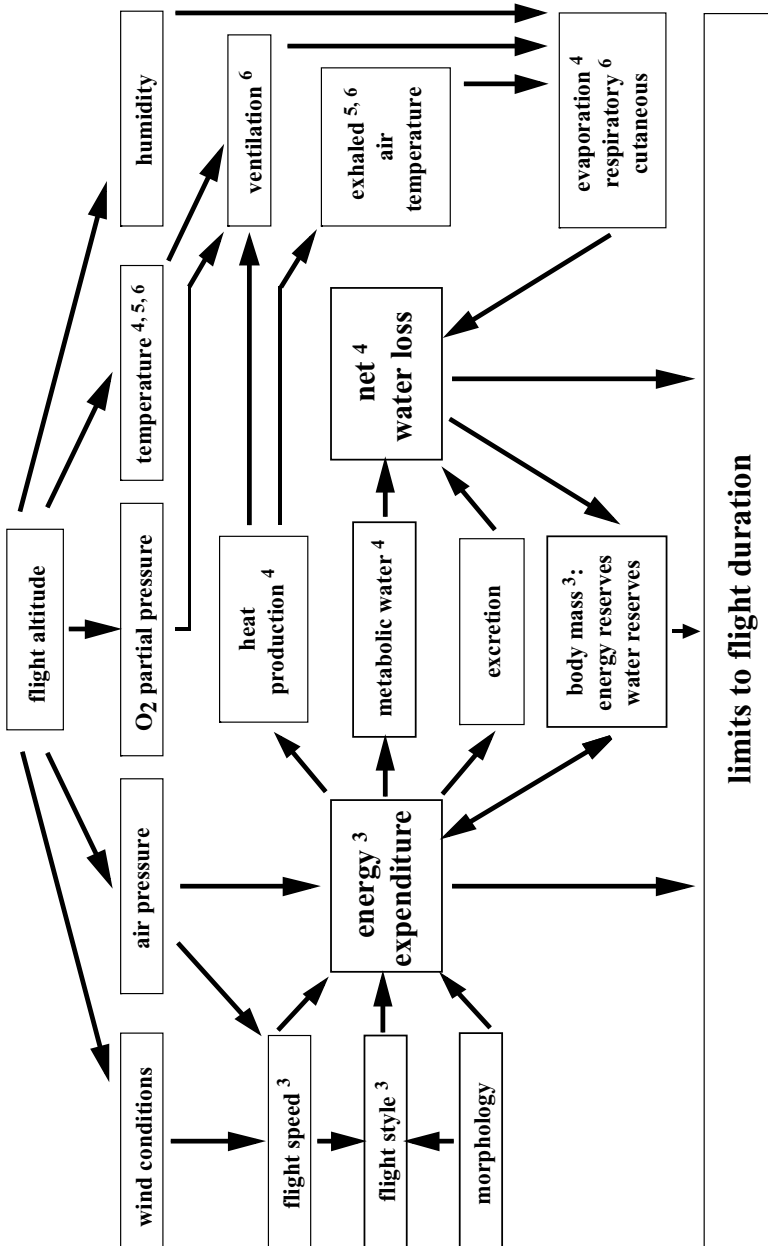 flight altitude
wind conditions
air pressure
O2 partial pressure
temperature 4, 5, 6
humidity
flight speed 3
ventilation 6
heat
production 4
exhaled 5, 6
air
temperature
flight style 3
energy 3
expenditure
metabolic water 4
net 4
water loss
morphology
excretion
evaporation 4
respiratory 6
cutaneous
body mass 3:
energy reserves
water reserves
limits to flight duration